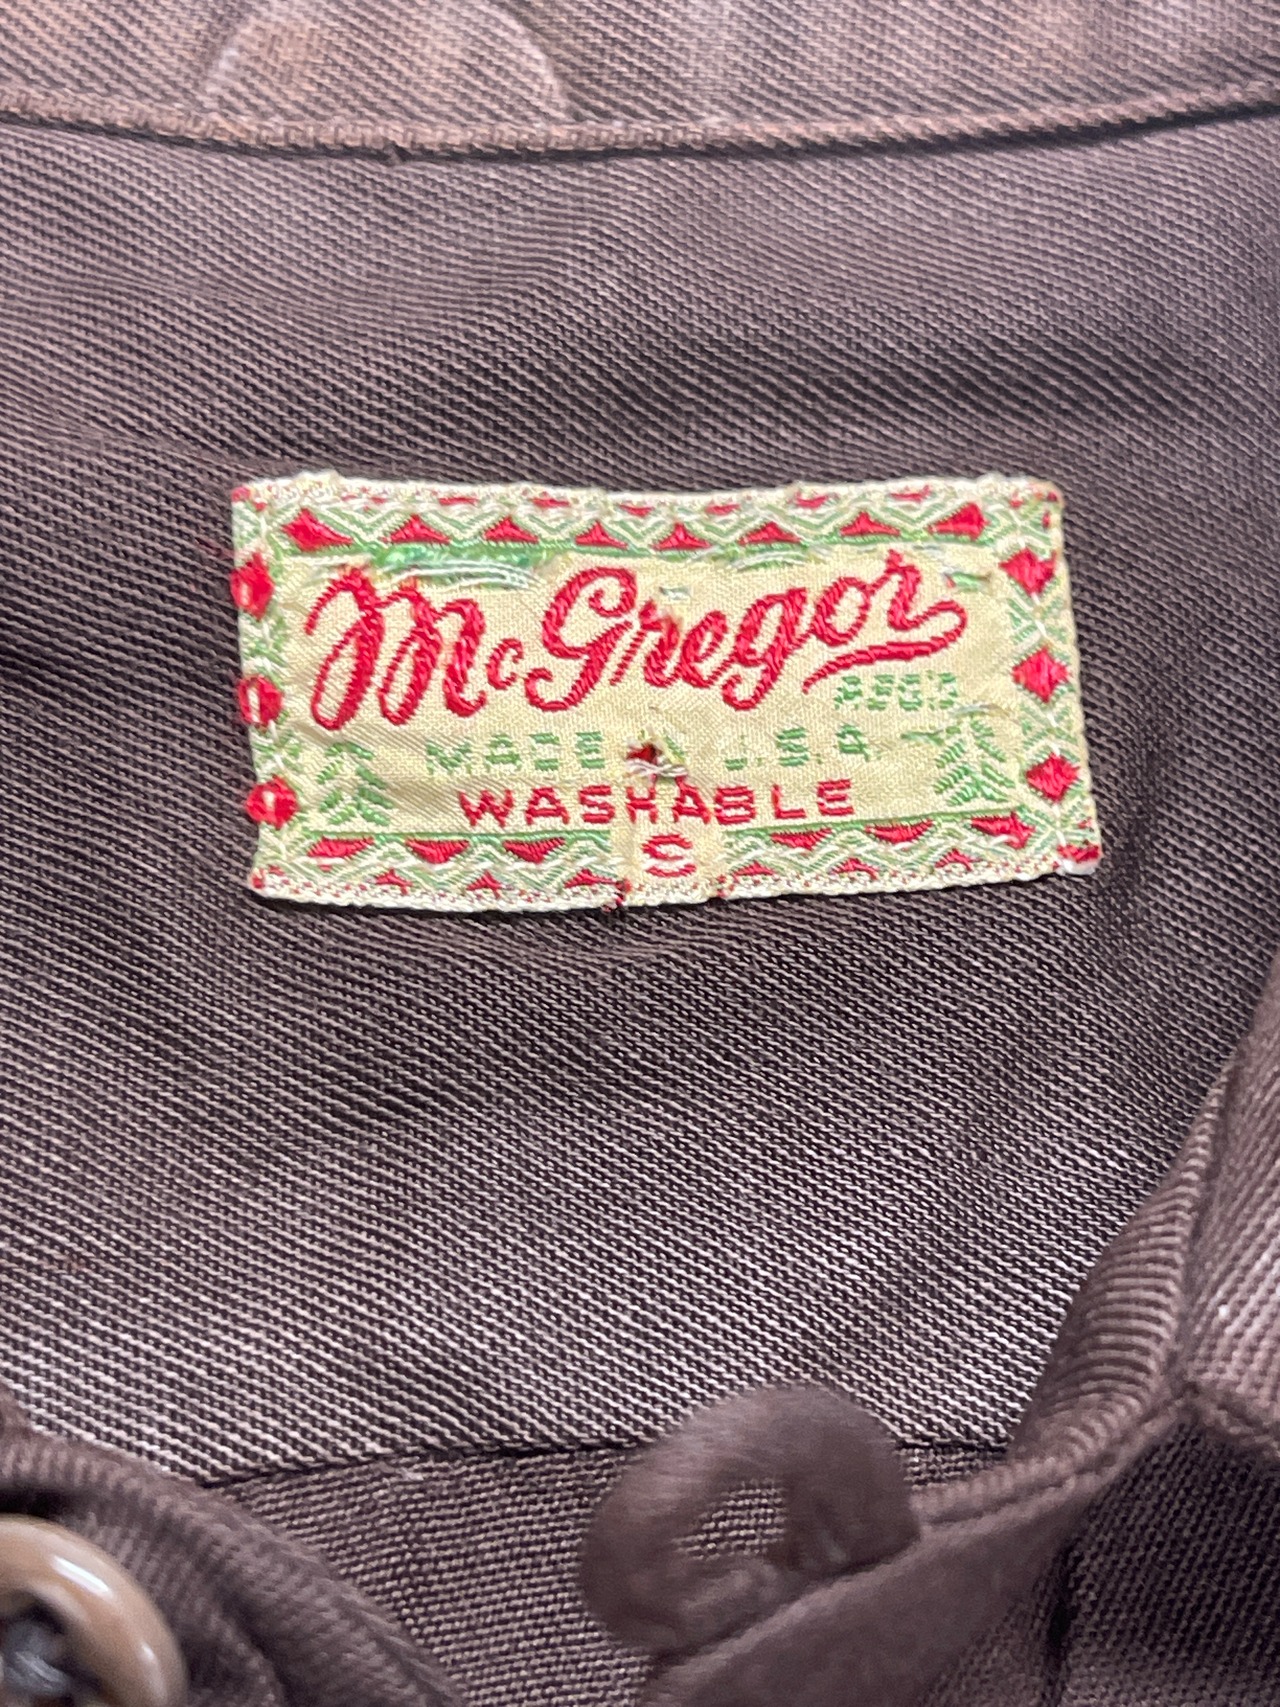 McGregor
REG'D
MADE IN U.S.A.
WASHABLE
S